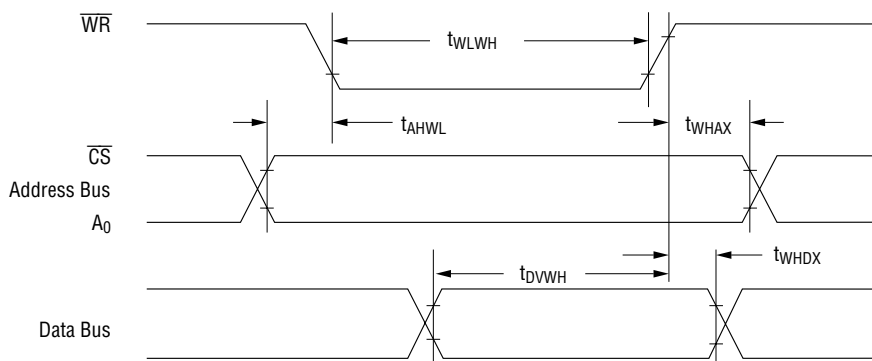 WR
tWLWH
tAHWL
tWHAX
CS
Address Bus
A0
tWHDX
tDVWH
Data Bus